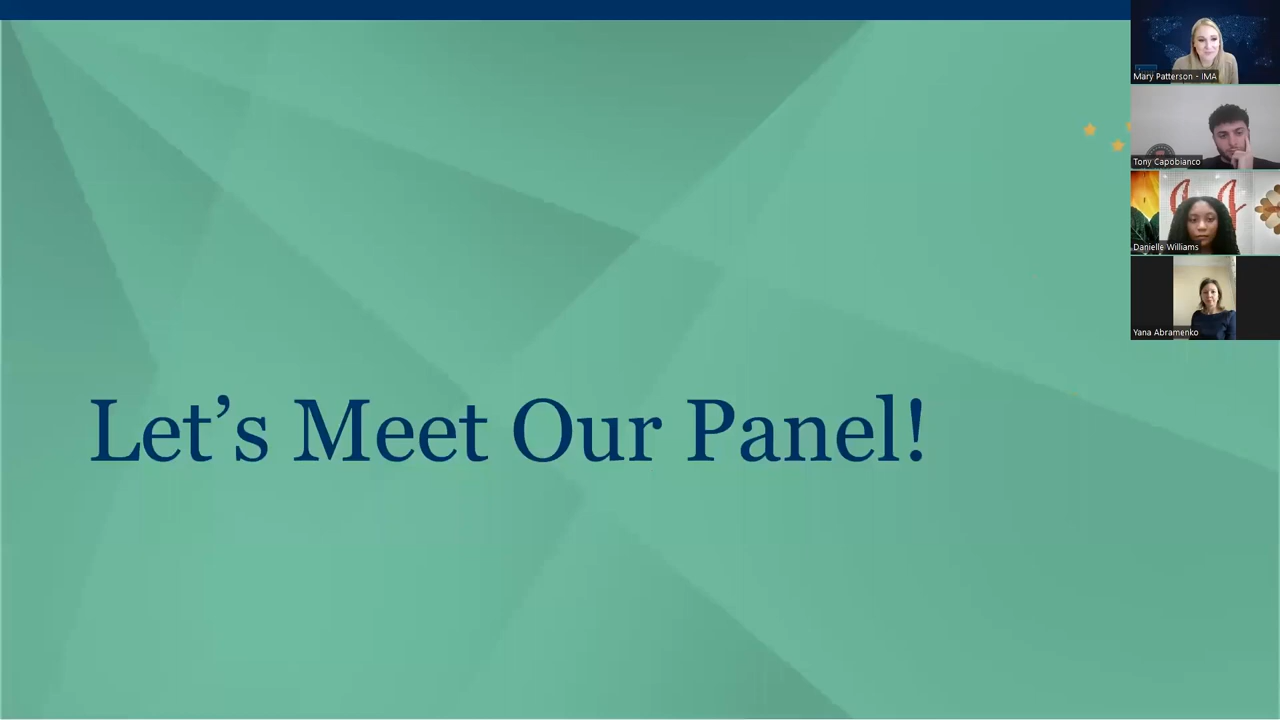 Mary Patterson - IMA
Tony Capobianco
Danielle Williams
Yana Abramenko
Let’s Meet Our Panel!